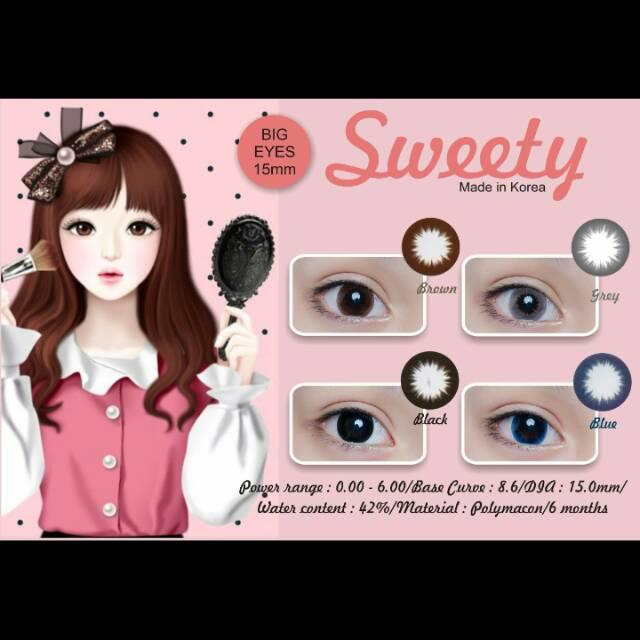 BIG
EYES
15mm
Sweety
Made in Korea
Brown
Grey
Black
Blue
Power range : 0.00 - 6.00/Base Curve : 8.6/DIA : 15.0mm/
Water content : 42%/Material : Polymacon/6 months